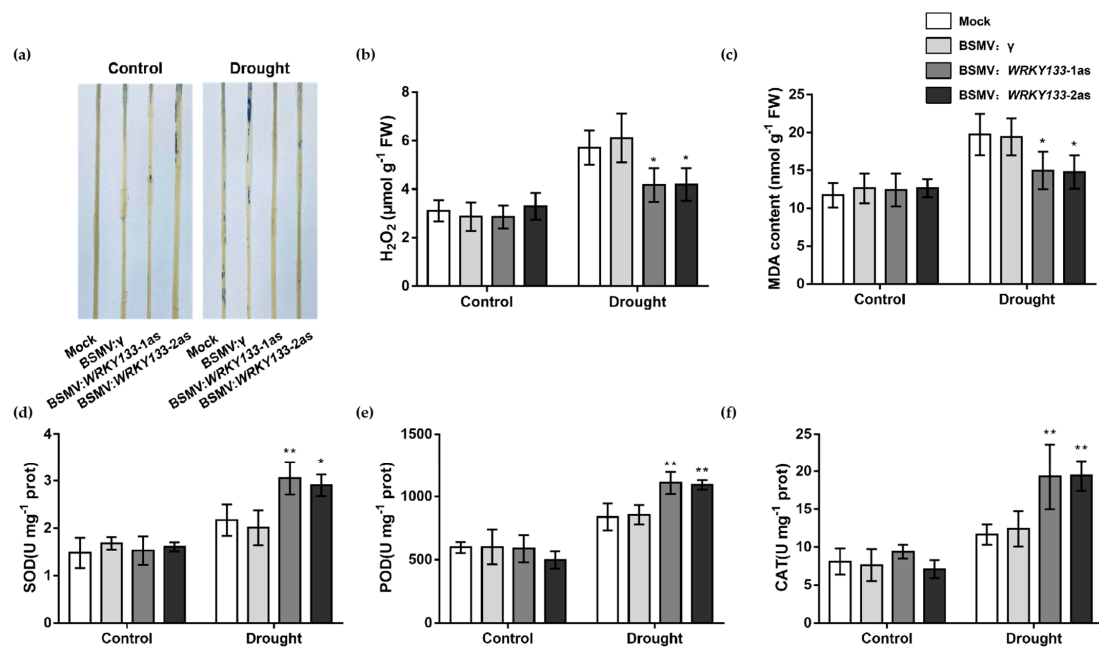 Mock
BSMV: γ
BSMV: WRKY133-1as
BSMV: WRKY133-2as
(a)
Control Drought
Mock
BSMV:γ
BSMV:WRKY133-1as
BSMV:WRKY133-2as
Mock
BSMV:γ
BSMV:WRKY133-1as
BSMV:WRKY133-2as
(b)
H₂O₂ (μmol g⁻¹ FW)
8
6
4
2
0
* *
Control Drought
(c)
MDA content (nmol g⁻¹ FW)
25
20
15
10
5
0
* *
Control Drought
(d)
SOD(U mg⁻¹ prot)
4
3
2
1
0
** *
Control Drought
(e)
POD(U mg⁻¹ prot)
1500
1000
500
0
** **
Control Drought
(f)
CAT(U mg⁻¹ prot)
25
20
15
10
5
0
** **
Control Drought